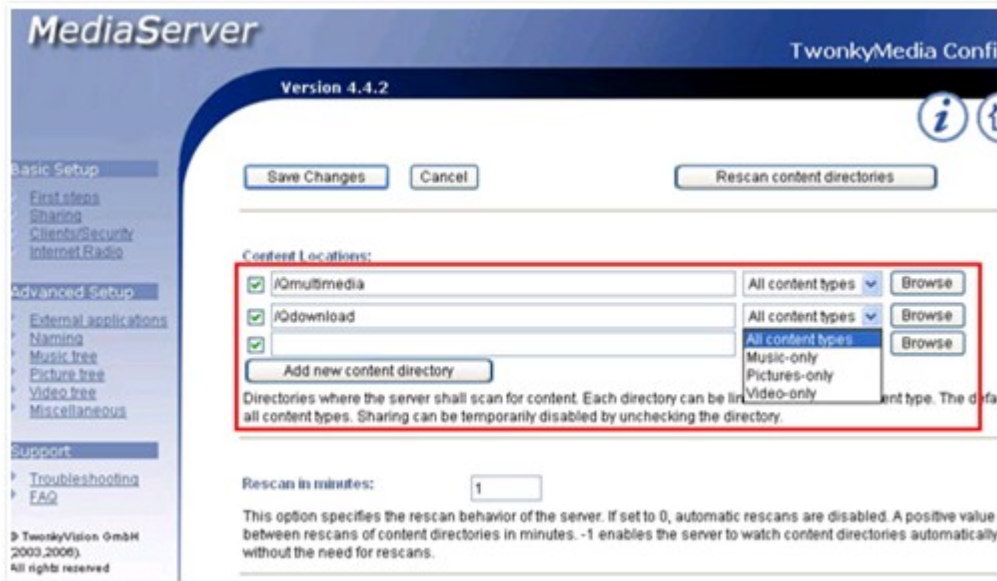 MediaServer
TwonkyMedia Confi
Version 4.4.2
Basic Setup
First steps
Sharing
Clients/Security
Internet Radio
Advanced Setup
External applications
Naming
Music tree
Picture tree
Video tree
Miscellaneous
Support
Troubleshooting
FAQ
© TwonkyVision GmbH
(2003,2006).
All rights reserved
Save Changes Cancel Rescan content directories
Content Locations:
/Qmultimedia All content types Browse
/Qdownload All content types Browse
All content types Browse
Music-only
Pictures-only
Video-only
Add new content directory
Directories where the server shall scan for content. Each directory can be ent type. The defa
all content types. Sharing can be temporarily disabled by unchecking the directory.
Rescan in minutes: 1
This option specifies the rescan behavior of the server. If set to 0, automatic rescans are disabled. A positive value
between rescans of content directories in minutes. -1 enables the server to watch content directories automatically
without the need for rescans.